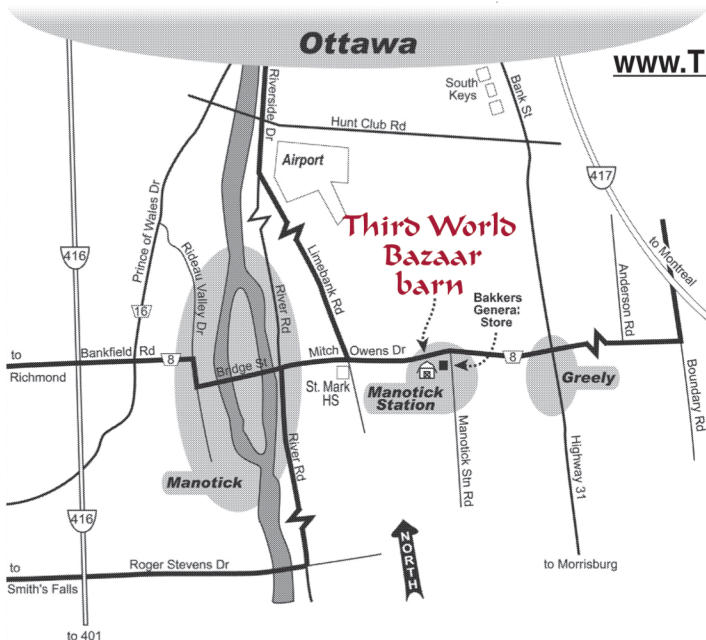 Ottawa
www.T
South
Keys
Bank St
Riverside Dr
Hunt Club Rd
Airport
417
Prince of Wales Dr
Third World
Bazaar
barn
to Montreal
416
Rideau Valley Dr
Limebank Rd
Anderson Rd
16
River Rd
Bakkers
Genera:
Store
to
Richmond
Bankfield Rd
8
Bridge St
Mitch Owens Dr
8
St. Mark
HS
Manotick
Station
Greely
Boundary Rd
Manotick Stn Rd
River Rd
Highway 31
Manotick
416
NORTH
to
Smith's Falls
Roger Stevens Dr
to Morrisburg
to 401